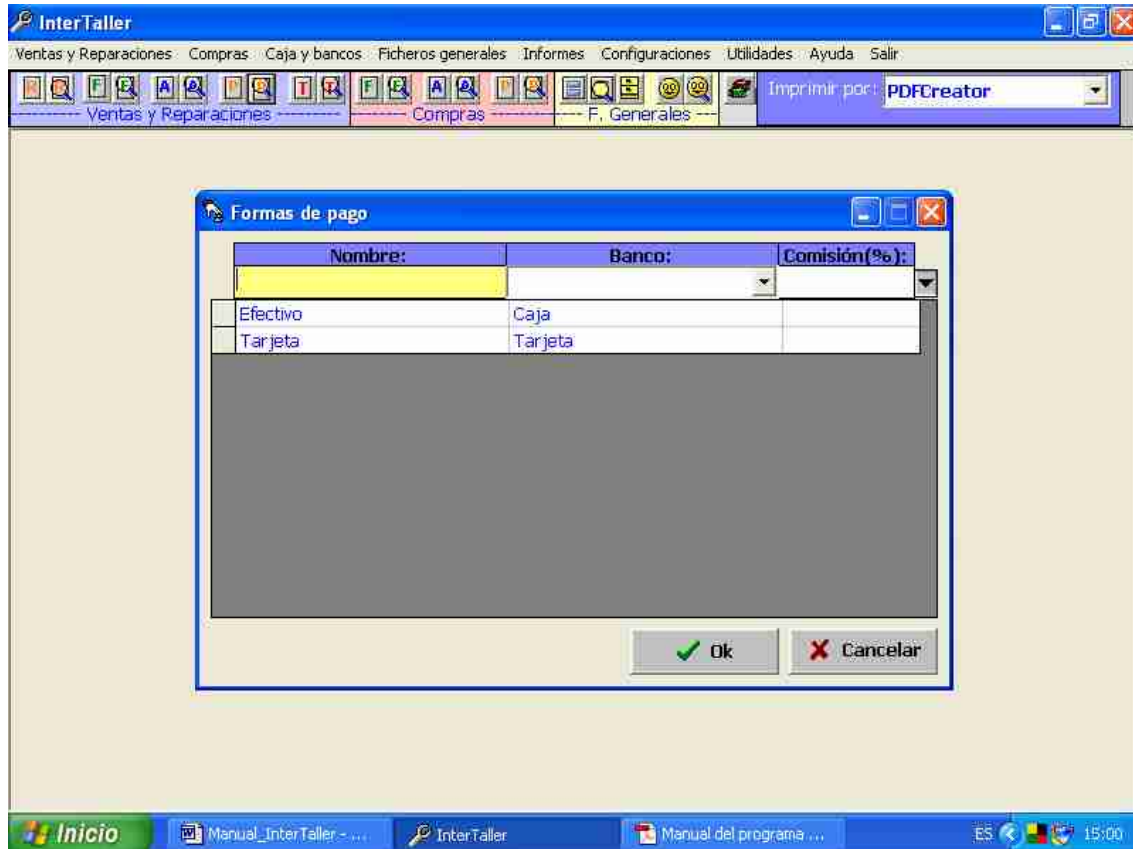 InterTaller
Ventas y Reparaciones Compras Caja y bancos Ficheros generales Informes Configuraciones Utilidades Ayuda Salir
R F F A A P T T F F A A P Imprimir por: PDFCreator
--------- Ventas y Reparaciones --------- -------- Compras -------- ---- F. Generales ---
Formas de pago
Nombre: Banco: Comisión(%):
Efectivo Caja
Tarjeta Tarjeta
Ok Cancelar
Inicio Manual_InterTaller - ... InterTaller Manual del programa ... ES 15:00